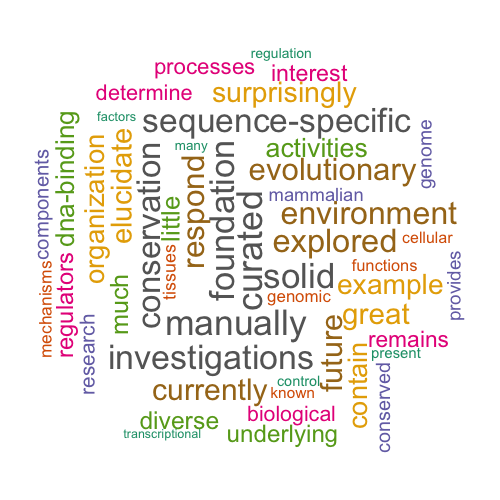 regulation
processes
interest
determine
surprisingly
factors
sequence-specific
many
activities
genome
dna-binding
organization
elucidate
components
conservation
little
respond
foundation
evolutionary
mammalian
curated
environment
explored
cellular
mechanisms
regulators
tissues
solid
functions
genomic
example
provides
much
manually
great
research
future
remains
investigations
present
contain
conserved
currently
control
known
diverse
biological
transcriptional
underlying